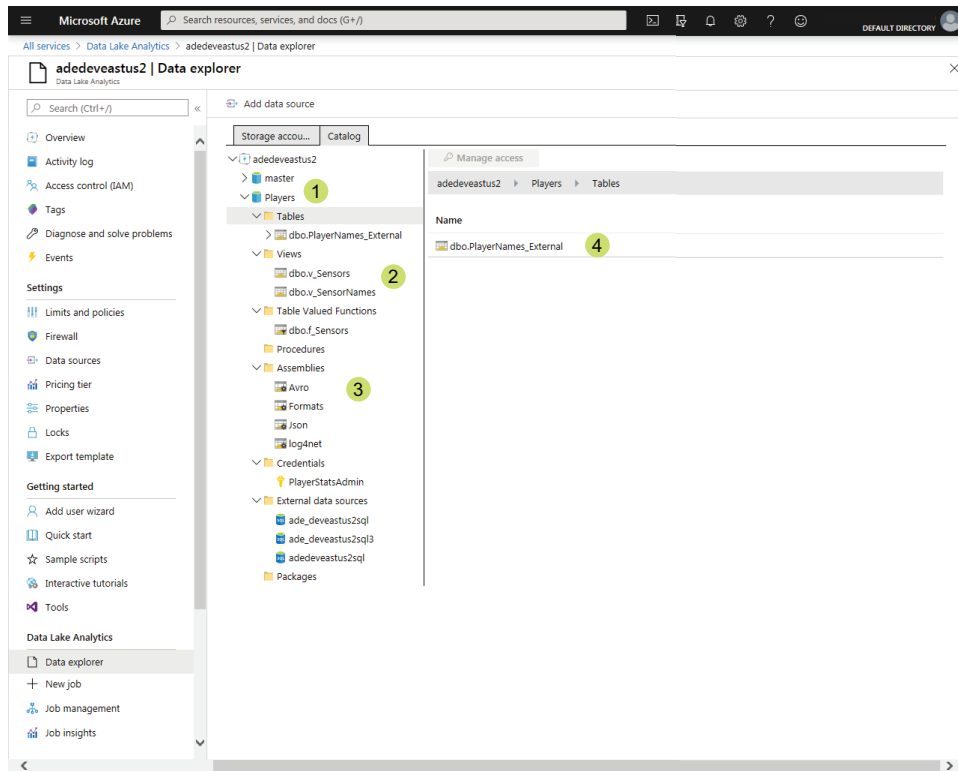 Microsoft Azure
Search resources, services, and docs (G+/)
DEFAULT DIRECTORY
All services > Data Lake Analytics > adedeveastus2 | Data explorer
adedeveastus2 | Data explorer
Data Lake Analytics
Search (Ctrl+/)
«
Overview
Activity log
Access control (IAM)
Tags
Diagnose and solve problems
Events
Settings
Limits and policies
Firewall
Data sources
Pricing tier
Properties
Locks
Export template
Getting started
Add user wizard
Quick start
Sample scripts
Interactive tutorials
Tools
Data Lake Analytics
Data explorer
New job
Job management
Job insights
Add data source
Storage accou...
Catalog
adedeveastus2
master
Players
1
Tables
dbo.PlayerNames_External
Views
dbo.v_Sensors
2
dbo.v_SensorNames
Table Valued Functions
dbo.f_Sensors
Procedures
Assemblies
Avro
3
Formats
Json
log4net
Credentials
PlayerStatsAdmin
External data sources
ade_deveastus2sql
ade_deveastus2sql3
adedeveastus2sql
Packages
Manage access
adedeveastus2 Players Tables
Name
dbo.PlayerNames_External
4